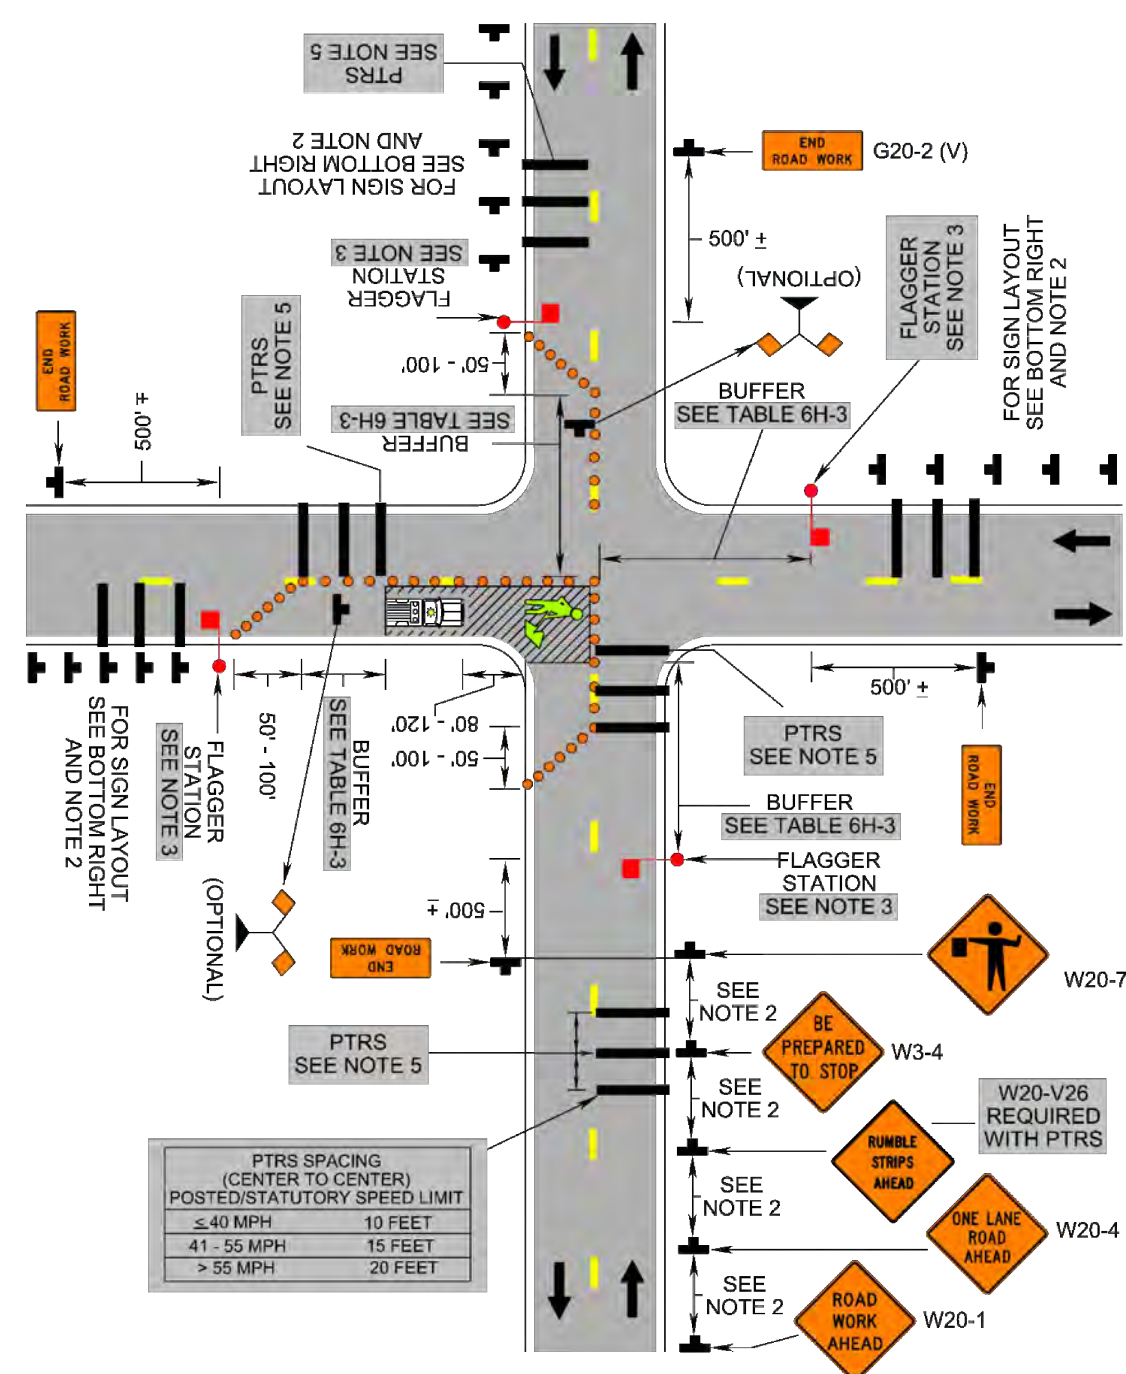 PTRS
SEE NOTE 5
FOR SIGN LAYOUT
SEE BOTTOM RIGHT
AND NOTE 2
FLAGGER
STATION
SEE NOTE 3
50' - 100'
BUFFER
SEE TABLE 6H-3
END
ROAD WORK
G20-2 (V)
500' ±
(OPTIONAL)
FLAGGER
STATION
SEE NOTE 3
FOR SIGN LAYOUT
SEE BOTTOM RIGHT
AND NOTE 2
BUFFER
SEE TABLE 6H-3
END
ROAD WORK
500' ±
PTRS
SEE NOTE 5
500' ±
END
ROAD WORK
FOR SIGN LAYOUT
SEE BOTTOM RIGHT
AND NOTE 2
FLAGGER
STATION
SEE NOTE 3
50' - 100'
BUFFER
SEE TABLE 6H-3
(OPTIONAL)
80' - 120'
50' - 100'
500' ±
END
ROAD WORK
PTRS
SEE NOTE 5
BUFFER
SEE TABLE 6H-3
FLAGGER
STATION
SEE NOTE 3
W20-7
SEE
NOTE 2
BE
PREPARED
TO STOP
W3-4
PTRS
SEE NOTE 5
SEE
NOTE 2
RUMBLE
STRIPS
AHEAD
W20-V26
REQUIRED
WITH PTRS
SEE
NOTE 2
ONE LANE
ROAD
AHEAD
W20-4
SEE
NOTE 2
ROAD
WORK
AHEAD
W20-1
PTRS SPACING
(CENTER TO CENTER)
POSTED/STATUTORY SPEED LIMIT
≤40 MPH 10 FEET
41 - 55 MPH 15 FEET
> 55 MPH 20 FEET